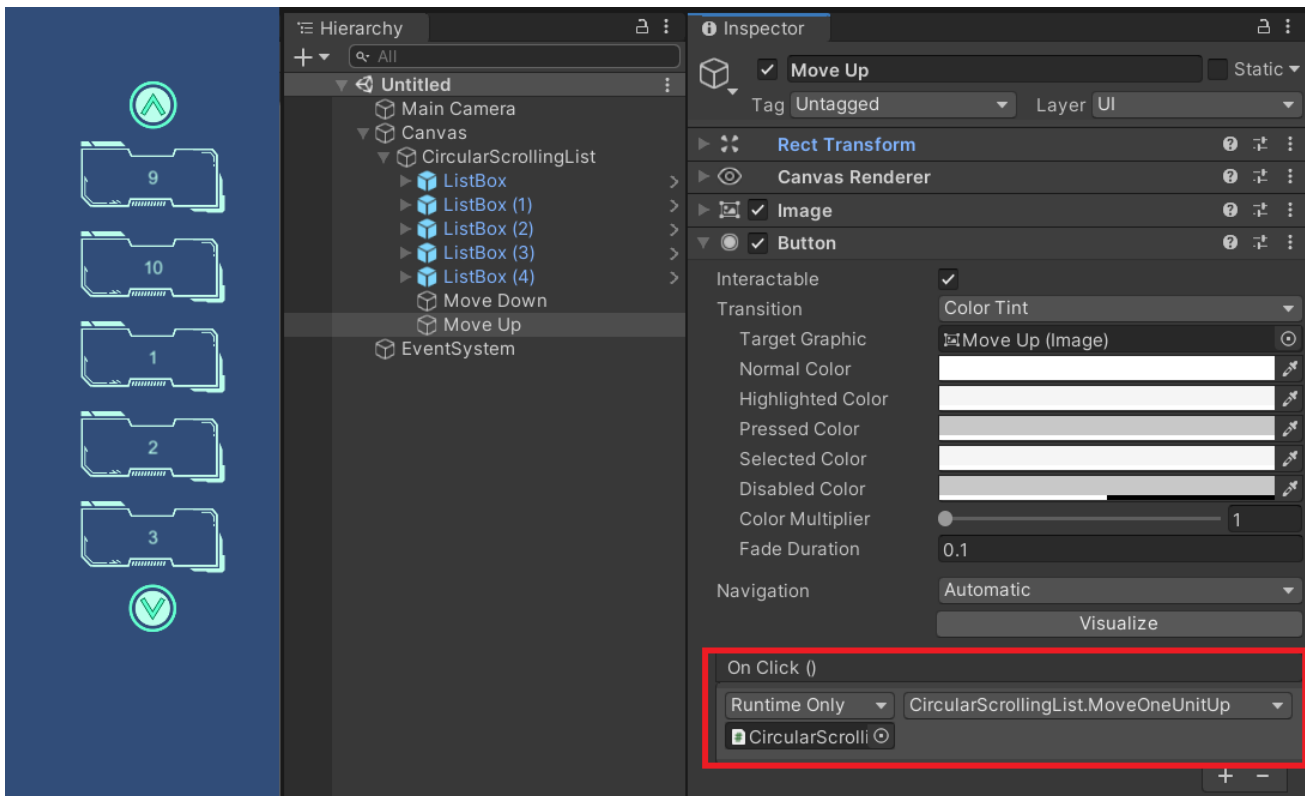 9
10
1
2
3
Hierarchy
All
Untitled
Main Camera
Canvas
CircularScrollingList
ListBox
ListBox (1)
ListBox (2)
ListBox (3)
ListBox (4)
Move Down
Move Up
EventSystem
Inspector
Move Up
Static
Tag Untagged
Layer UI
Rect Transform
Canvas Renderer
Image
Button
Interactable
Transition Color Tint
Target Graphic Move Up (Image)
Normal Color
Highlighted Color
Pressed Color
Selected Color
Disabled Color
Color Multiplier 1
Fade Duration 0.1
Navigation Automatic
Visualize
On Click ()
Runtime Only CircularScrollingList.MoveOneUnitUp
CircularScrolli